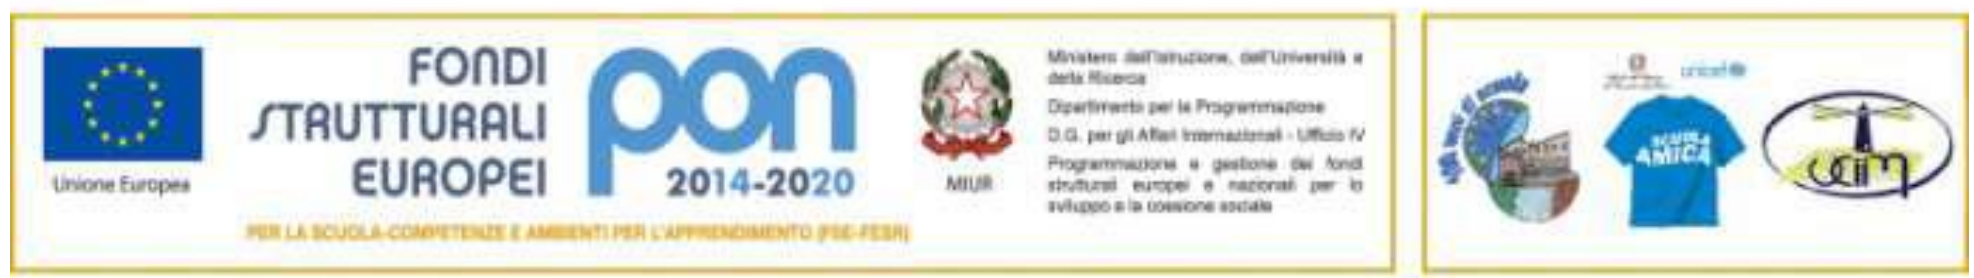 Unione Europea
FONDI
STRUTTURALI
EUROPEI
pon
2014-2020
PER LA SCUOLA-COMPETENZE E AMBIENTI PER L'APPRENDIMENTO (FSE-FESR)
MIUR
Ministero dell'Istruzione, dell'Università e
della Ricerca
Dipartimento per la Programmazione
D.G. per gli Affari Internazionali - Ufficio IV
Programmazione e gestione dei fondi
strutturali europei e nazionali per lo
sviluppo e la coesione sociale
unicef
SCUOLA
AMICA
ucim